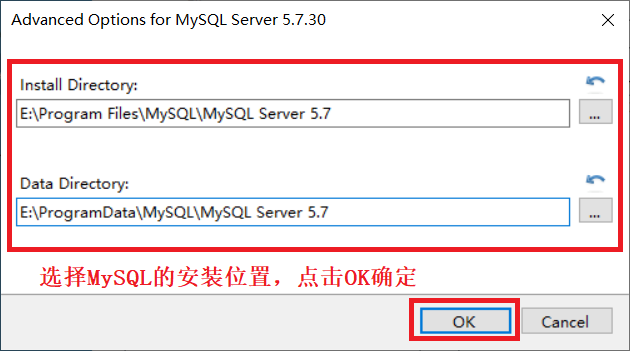 Advanced Options for MySQL Server 5.7.30
Install Directory:
E:\Program Files\MySQL\MySQL Server 5.7
...
Data Directory:
E:\ProgramData\MySQL\MySQL Server 5.7
...
选择MySQL的安装位置，点击OK确定
OK Cancel